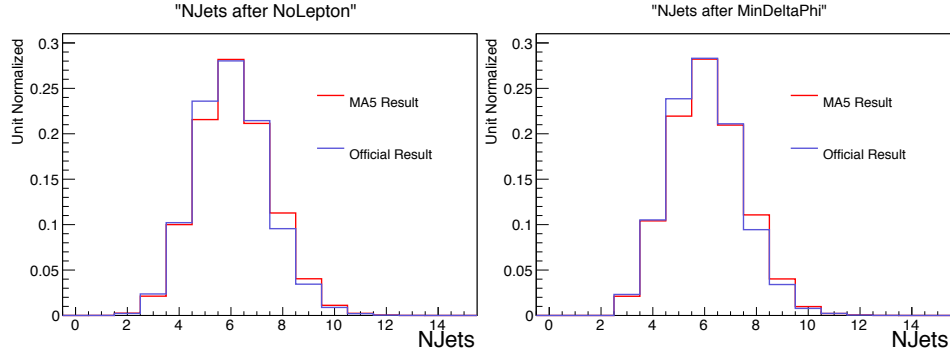 "NJets after NoLepton"
Unit Normalized
0.3
0.25
0.2
0.15
0.1
0.05
0
MA5 Result
Official Result
0 2 4 6 8 10 12 14
NJets
"NJets after MinDeltaPhi"
Unit Normalized
0.3
0.25
0.2
0.15
0.1
0.05
0
MA5 Result
Official Result
0 2 4 6 8 10 12 14
NJets